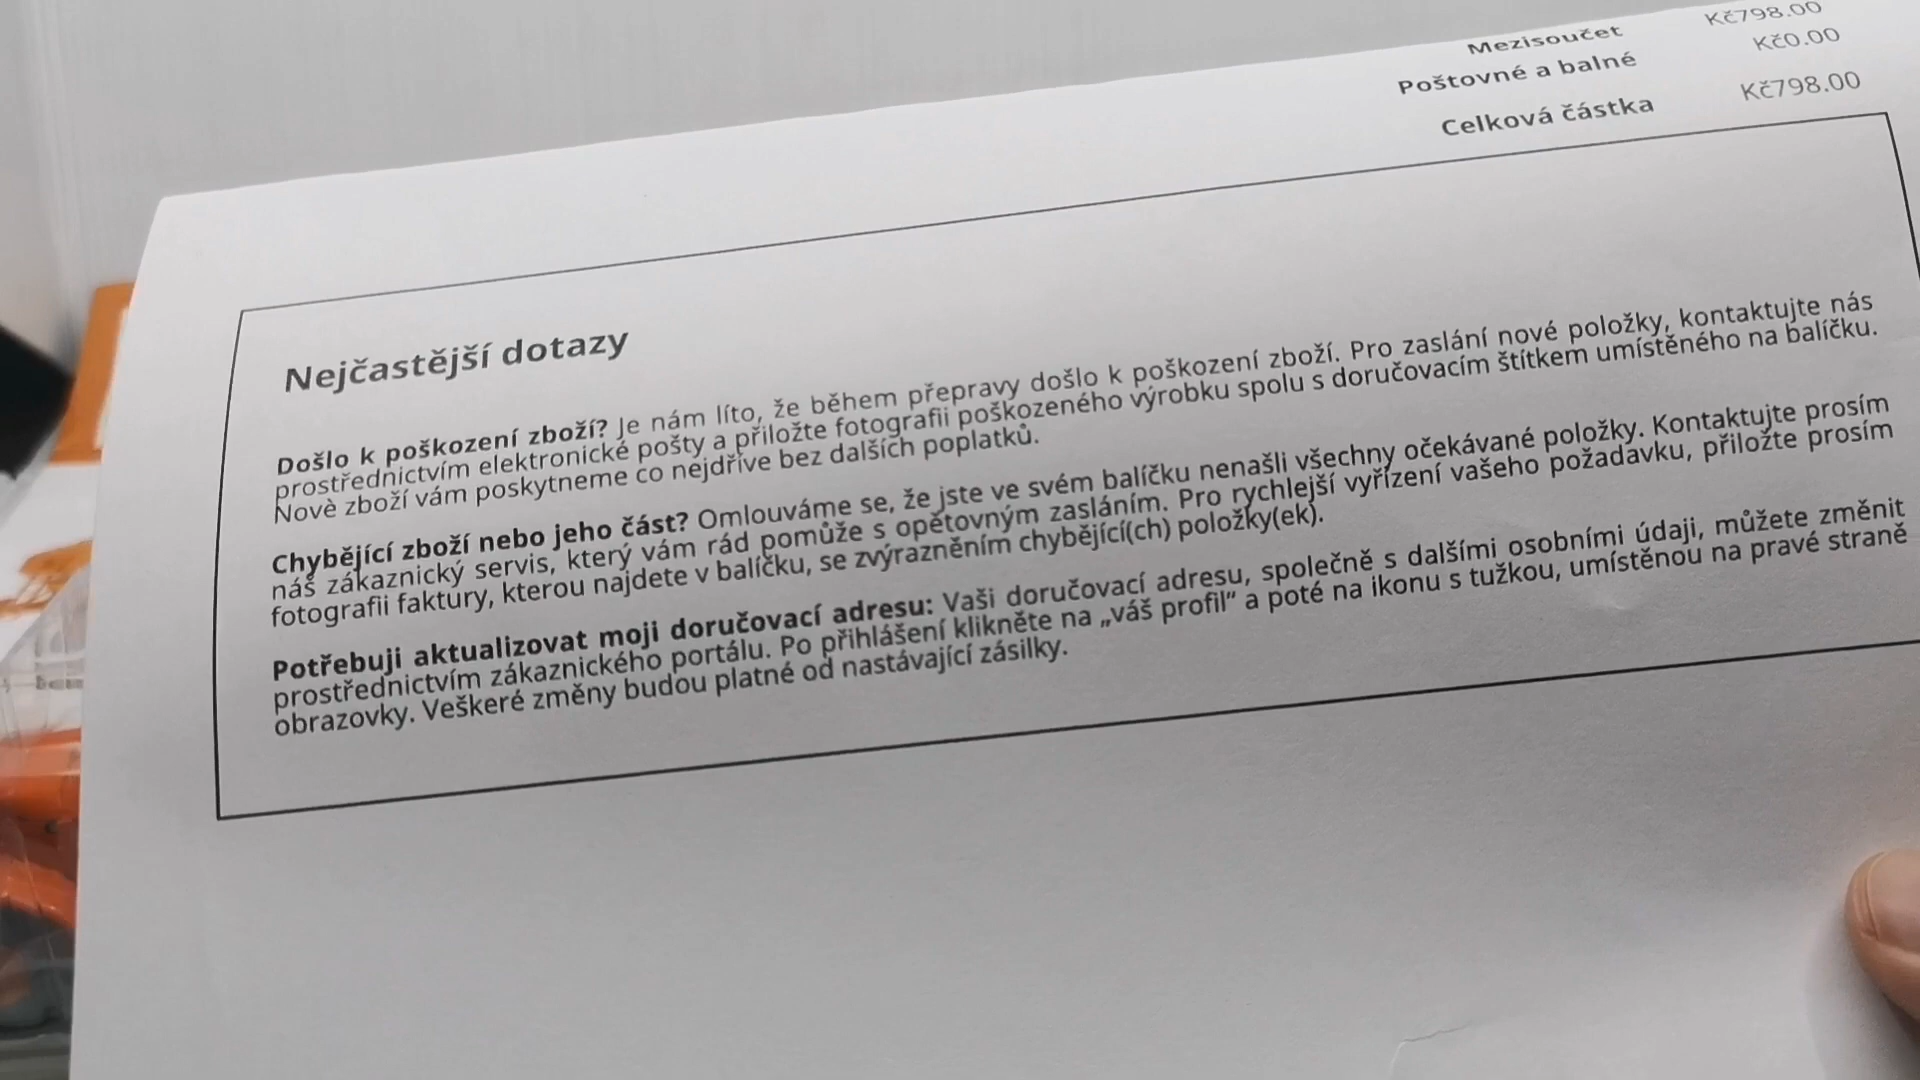 Mezisoučet Kč798.00
Poštovné a balné Kč0.00
Celková částka Kč798.00
Nejčastější dotazy
Došlo k poškození zboží? Je nám líto, že během přepravy došlo k poškození zboží. Pro zaslání nové položky, kontaktujte nás
prostřednictvím elektronické pošty a přiložte fotografii poškozeného výrobku spolu s doručovacím štítkem umístěného na balíčku.
Novè zboží vám poskytneme co nejdříve bez dalších poplatků.
Chybějící zboží nebo jeho část? Omlouváme se, že jste ve svém balíčku nenašli všechny očekávané položky. Kontaktujte prosím
náš zákaznický servis, který vám rád pomůže s opětovným zasláním. Pro rychlejší vyřízení vašeho požadavku, přiložte prosím
fotografii faktury, kterou najdete v balíčku, se zvýrazněním chybějící(ch) položky(ek).
Potřebuji aktualizovat moji doručovací adresu: Vaši doručovací adresu, společně s dalšími osobními údaji, můžete změnit
prostřednictvím zákaznického portálu. Po přihlášení klikněte na „váš profil“ a poté na ikonu s tužkou, umístěnou na pravé straně
obrazovky. Veškeré změny budou platné od nastávající zásilky.